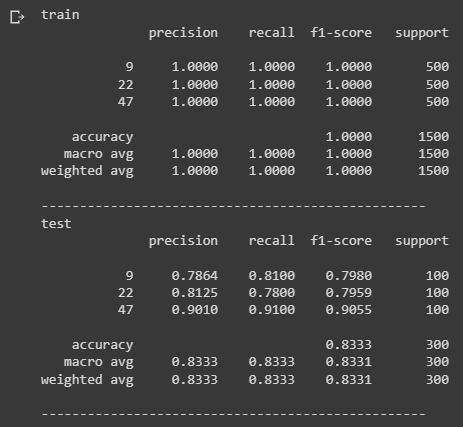 train
precision recall f1-score support
9 1.0000 1.0000 1.0000 500
22 1.0000 1.0000 1.0000 500
47 1.0000 1.0000 1.0000 500
accuracy 1.0000 1500
macro avg 1.0000 1.0000 1.0000 1500
weighted avg 1.0000 1.0000 1.0000 1500
--------------------------------------------------
test
precision recall f1-score support
9 0.7864 0.8100 0.7980 100
22 0.8125 0.7800 0.7959 100
47 0.9010 0.9100 0.9055 100
accuracy 0.8333 300
macro avg 0.8333 0.8333 0.8331 300
weighted avg 0.8333 0.8333 0.8331 300
--------------------------------------------------